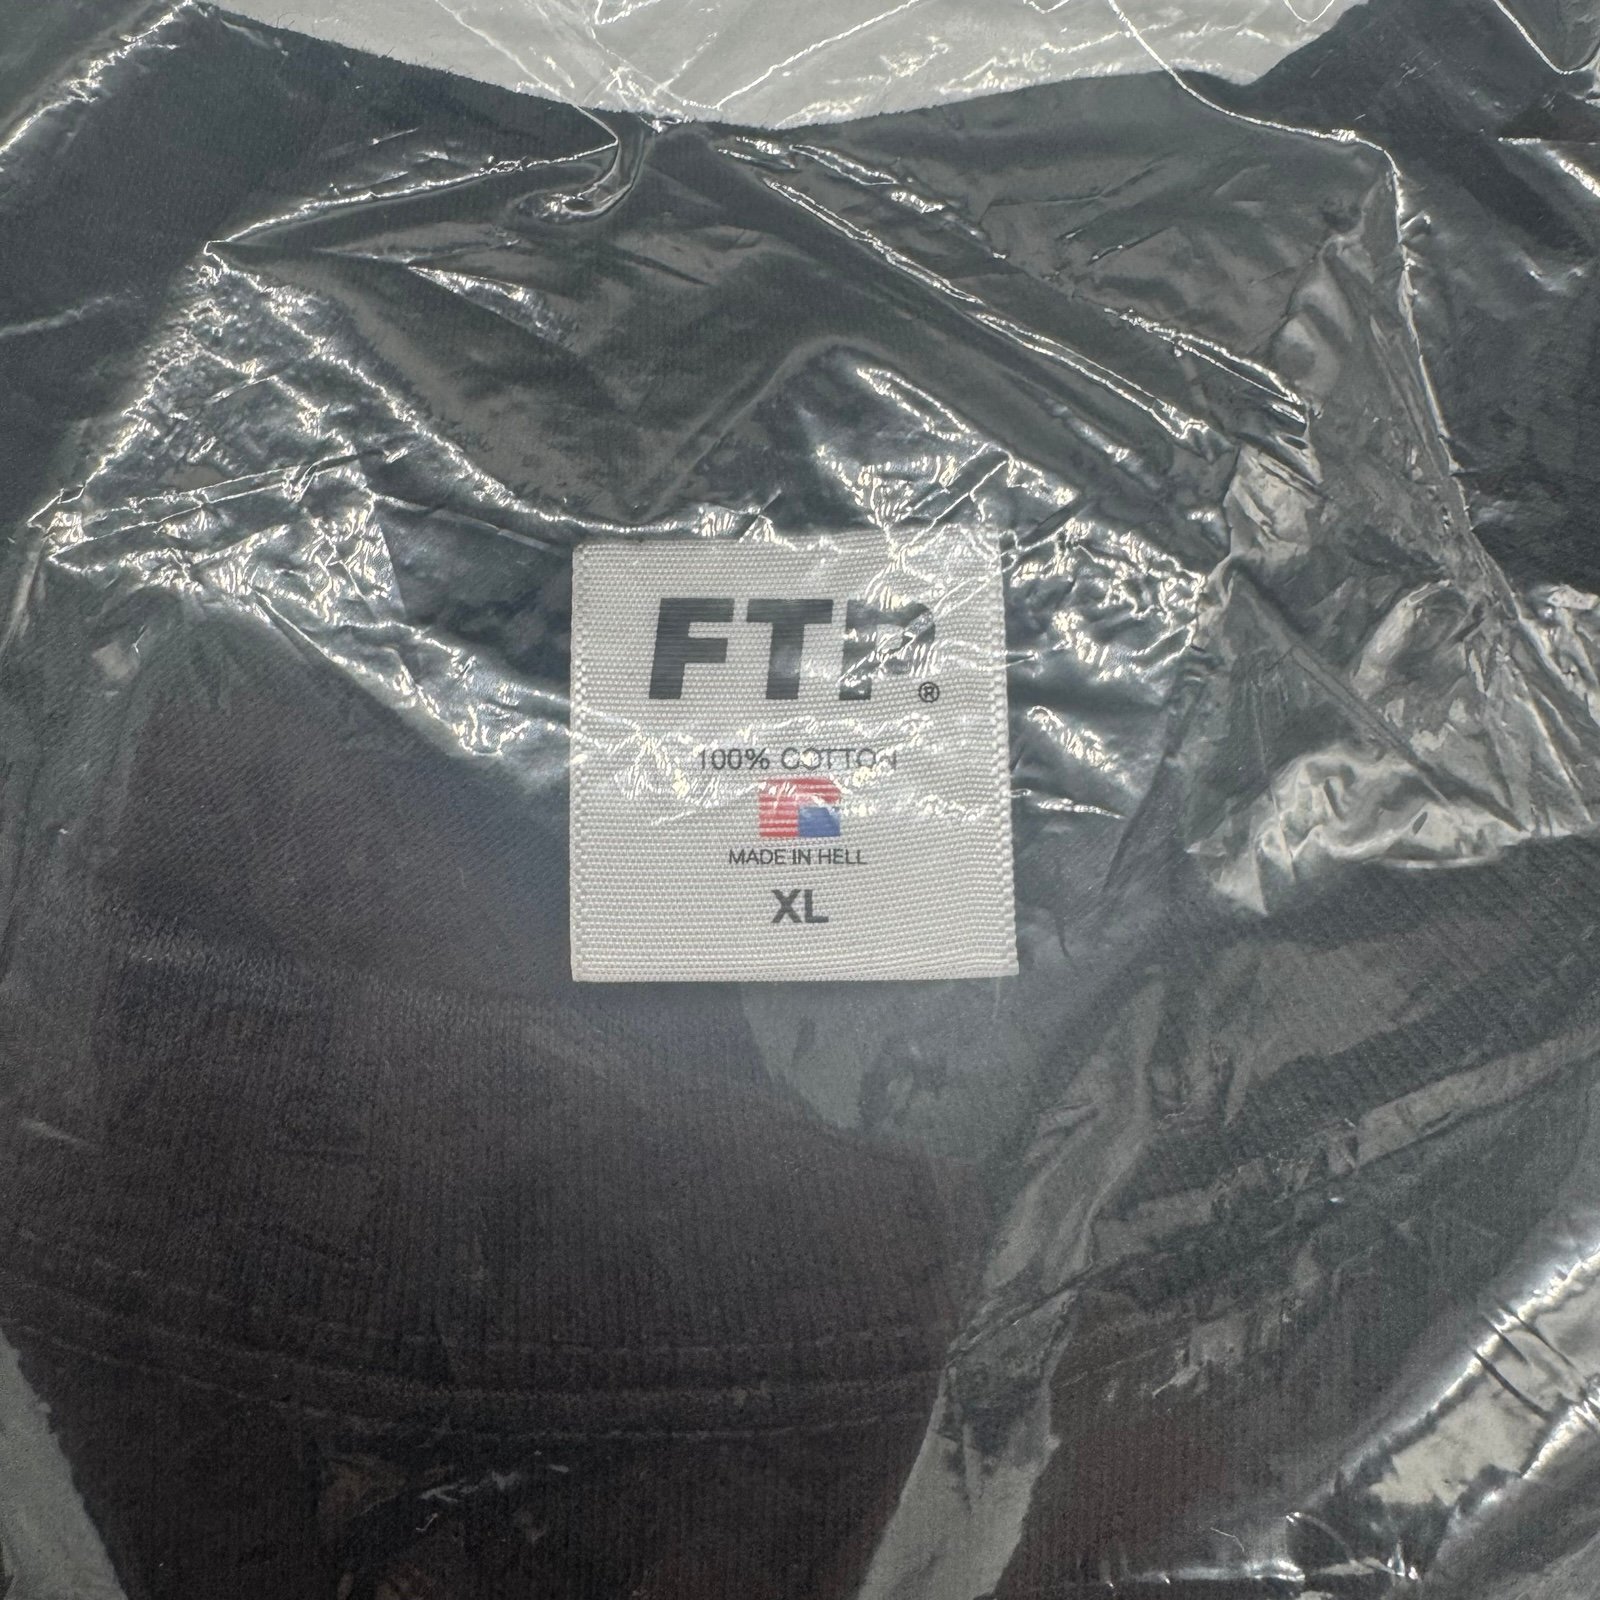 FTP®
100% COTTON
MADE IN HELL
XL